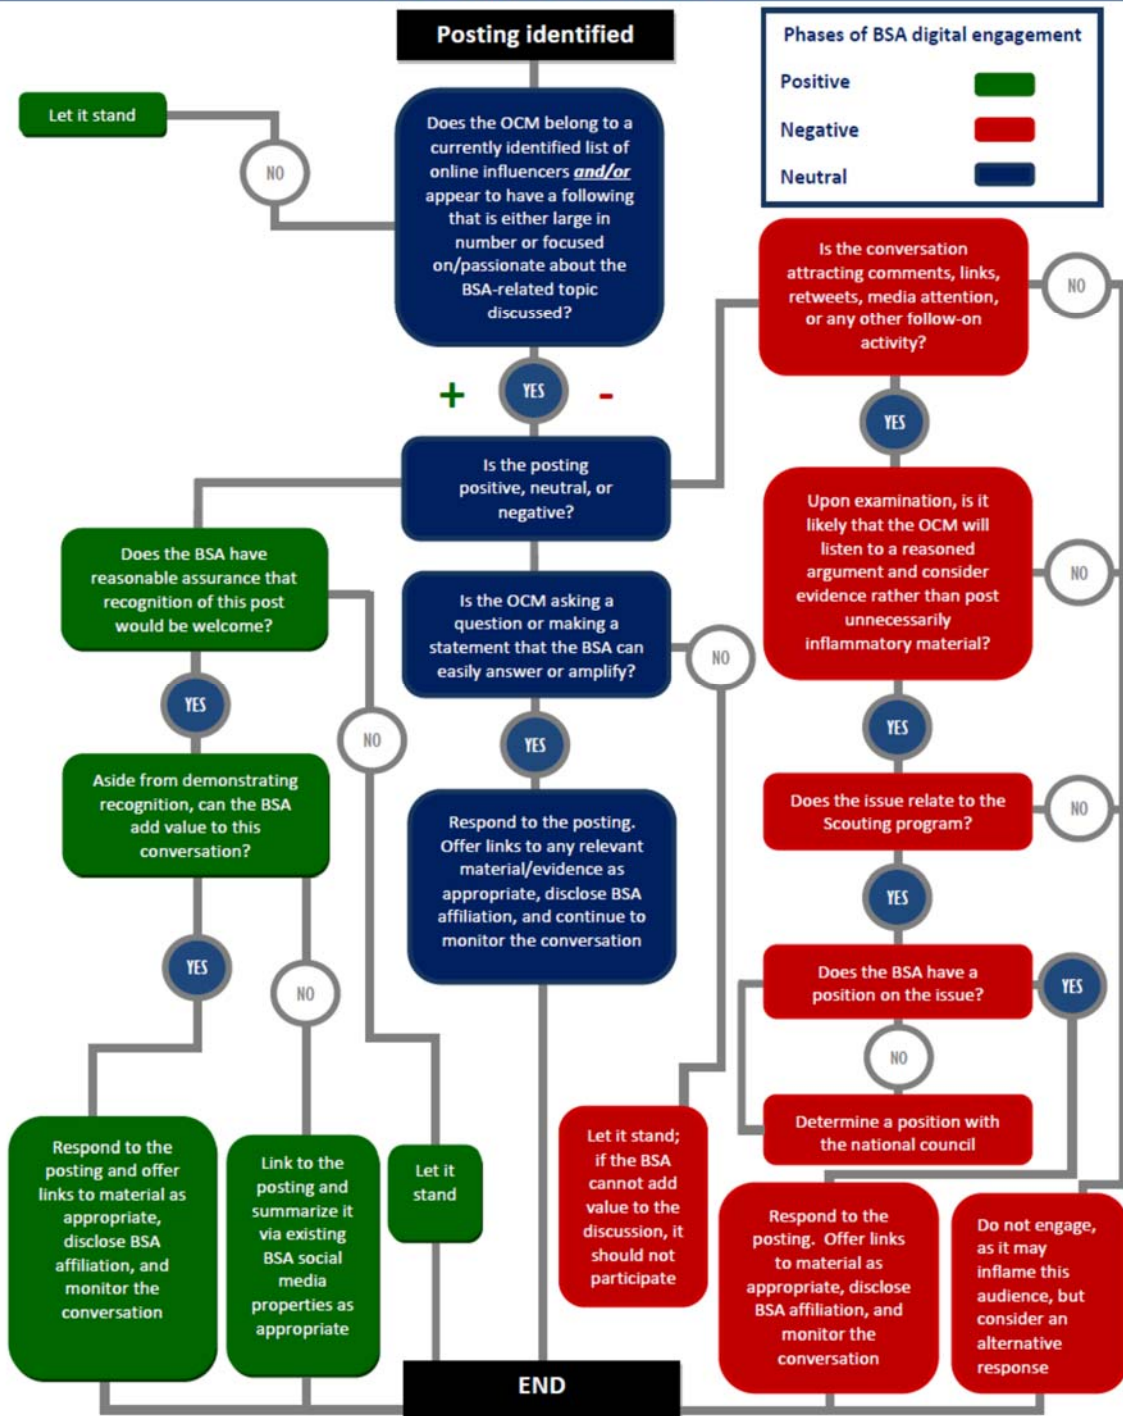 Posting identified
Phases of BSA digital engagement
Positive
Negative
Neutral
Let it stand
NO
Does the OCM belong to a
currently identified list of
online influencers and/or
appear to have a following
that is either large in
number or focused
on/passionate about the
BSA-related topic
discussed?
YES
+
-
Is the posting
positive, neutral, or
negative?
Does the BSA have
reasonable assurance that
recognition of this post
would be welcome?
YES
NO
Aside from demonstrating
recognition, can the BSA
add value to this
conversation?
YES
NO
Respond to the
posting and offer
links to material as
appropriate,
disclose BSA
affiliation, and
monitor the
conversation
Link to the
posting and
summarize it
via existing
BSA social
media
properties as
appropriate
Let it
stand
Is the OCM asking a
question or making a
statement that the BSA can
easily answer or amplify?
NO
YES
Respond to the posting.
Offer links to any relevant
material/evidence as
appropriate, disclose BSA
affiliation, and continue to
monitor the conversation
Let it stand;
if the BSA
cannot add
value to the
discussion, it
should not
participate
Is the conversation
attracting comments, links,
retweets, media attention,
or any other follow-on
activity?
NO
YES
Upon examination, is it
likely that the OCM will
listen to a reasoned
argument and consider
evidence rather than post
unnecessarily
inflammatory material?
NO
YES
Does the issue relate to the
Scouting program?
NO
YES
Does the BSA have a
position on the issue?
YES
NO
Determine a position with
the national council
Respond to the
posting. Offer links
to material as
appropriate, disclose
BSA affiliation, and
monitor the
conversation
Do not engage,
as it may
inflame this
audience, but
consider an
alternative
response
END